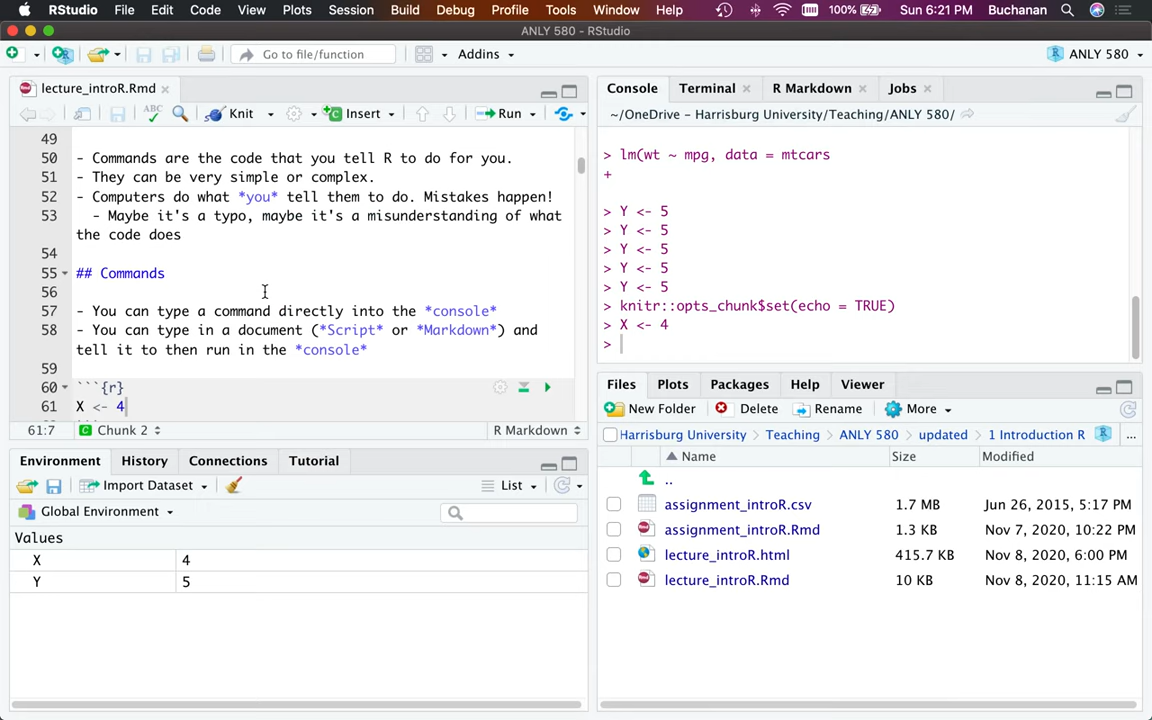 RStudio File Edit Code View Plots Session Build Debug Profile Tools Window Help 100% Sun 6:21 PM Buchanan
ANLY 580 - RStudio
Go to file/function Addins ANLY 580
lecture_introR.Rmd
ABC Knit Insert Run
49
50 - Commands are the code that you tell R to do for you.
51 - They can be very simple or complex.
52 - Computers do what *you* tell them to do. Mistakes happen!
53 - Maybe it's a typo, maybe it's a misunderstanding of what
the code does
54
55 ## Commands
56
57 - You can type a command directly into the *console*
58 - You can type in a document (*Script* or *Markdown*) and
tell it to then run in the *console*
59
60 ```{r}
61 X <- 4
61:7 Chunk 2 R Markdown
Console Terminal R Markdown Jobs
~/OneDrive - Harrisburg University/Teaching/ANLY 580/
> lm(wt ~ mpg, data = mtcars
+
> Y <- 5
> Y <- 5
> Y <- 5
> Y <- 5
> Y <- 5
> knitr::opts_chunk$set(echo = TRUE)
> X <- 4
>
Environment History Connections Tutorial
Import Dataset List
Global Environment
Values
X 4
Y 5
Files Plots Packages Help Viewer
New Folder Delete Rename More
Harrisburg University Teaching ANLY 580 updated 1 Introduction R ...
Name Size Modified
..
assignment_introR.csv 1.7 MB Jun 26, 2015, 5:17 PM
assignment_introR.Rmd 1.3 KB Nov 7, 2020, 10:22 PM
lecture_introR.html 415.7 KB Nov 8, 2020, 6:00 PM
lecture_introR.Rmd 10 KB Nov 8, 2020, 11:15 AM